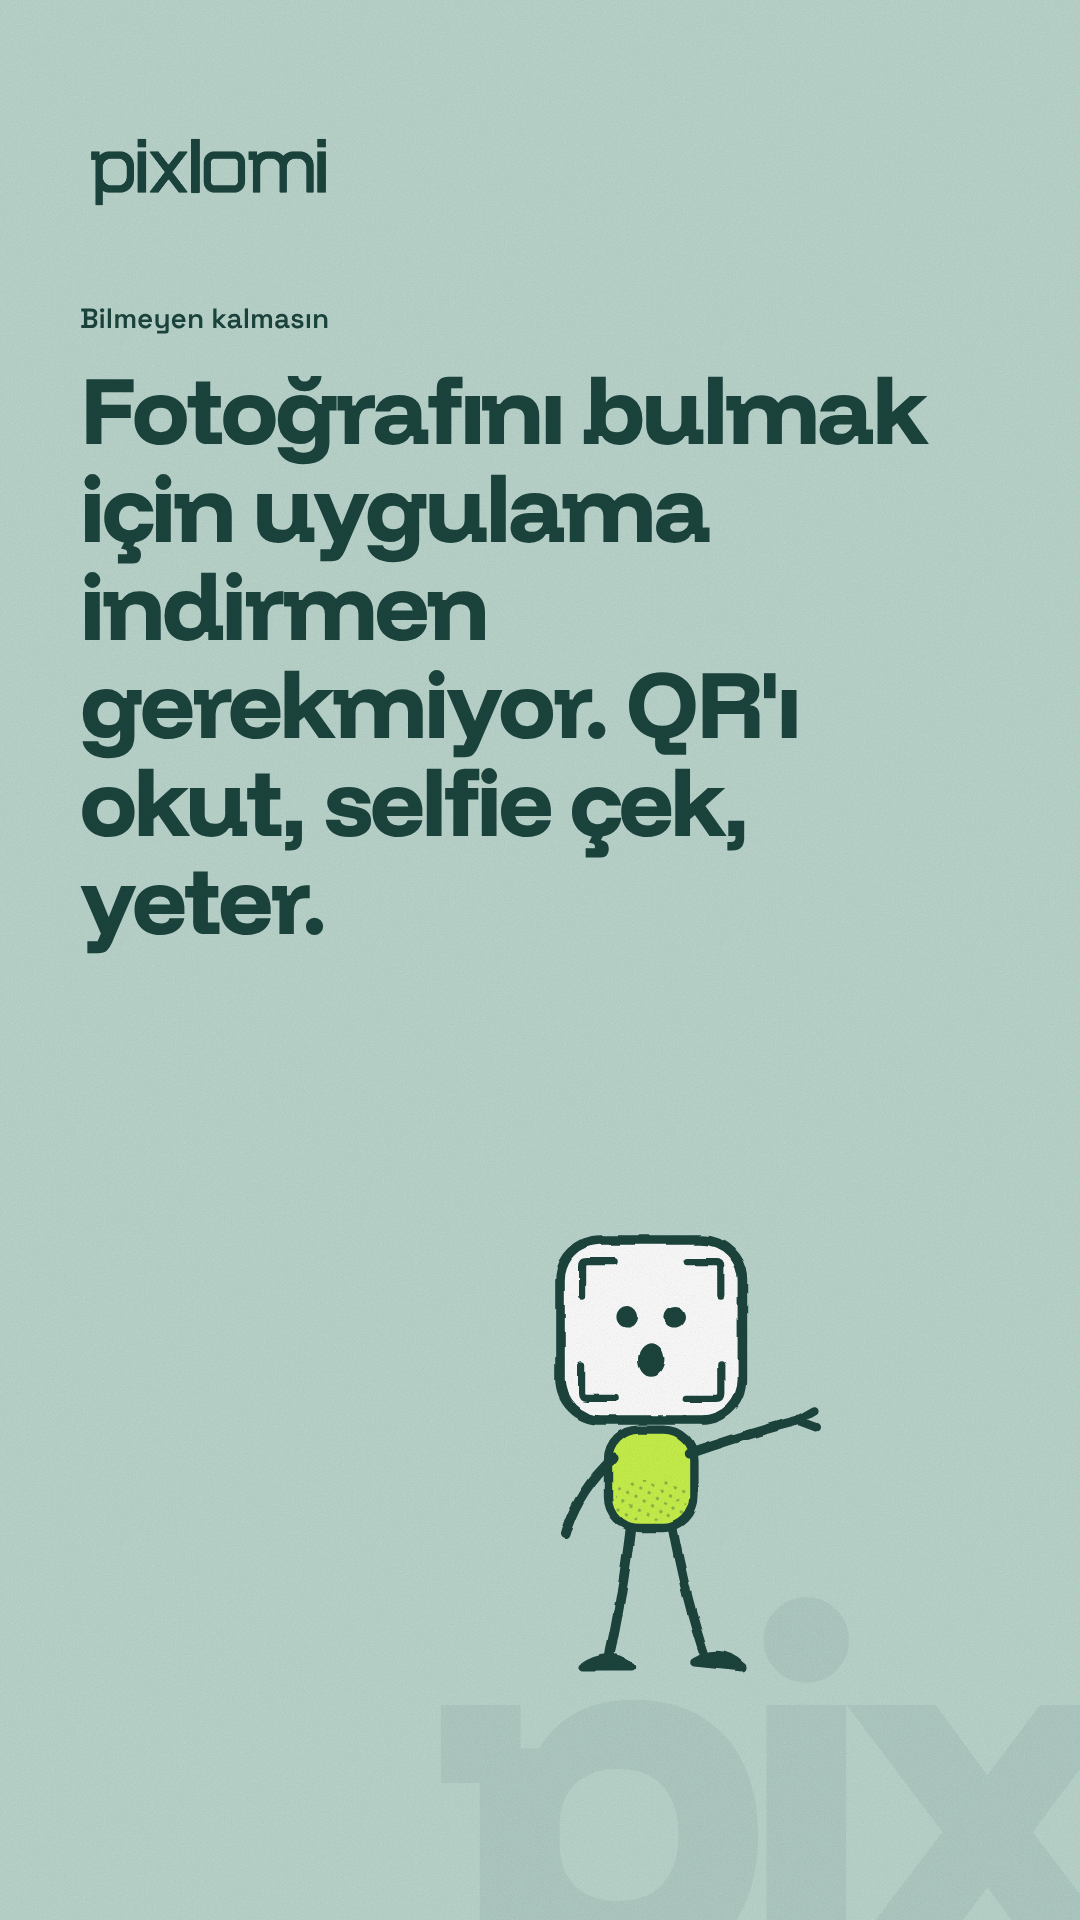 pixlomi
Bilmeyen kalmasın
Fotoğrafını bulmak
için uygulama
indirmen
gerekmiyor. QR'ı
okut, selfie çek,
yeter.
pix